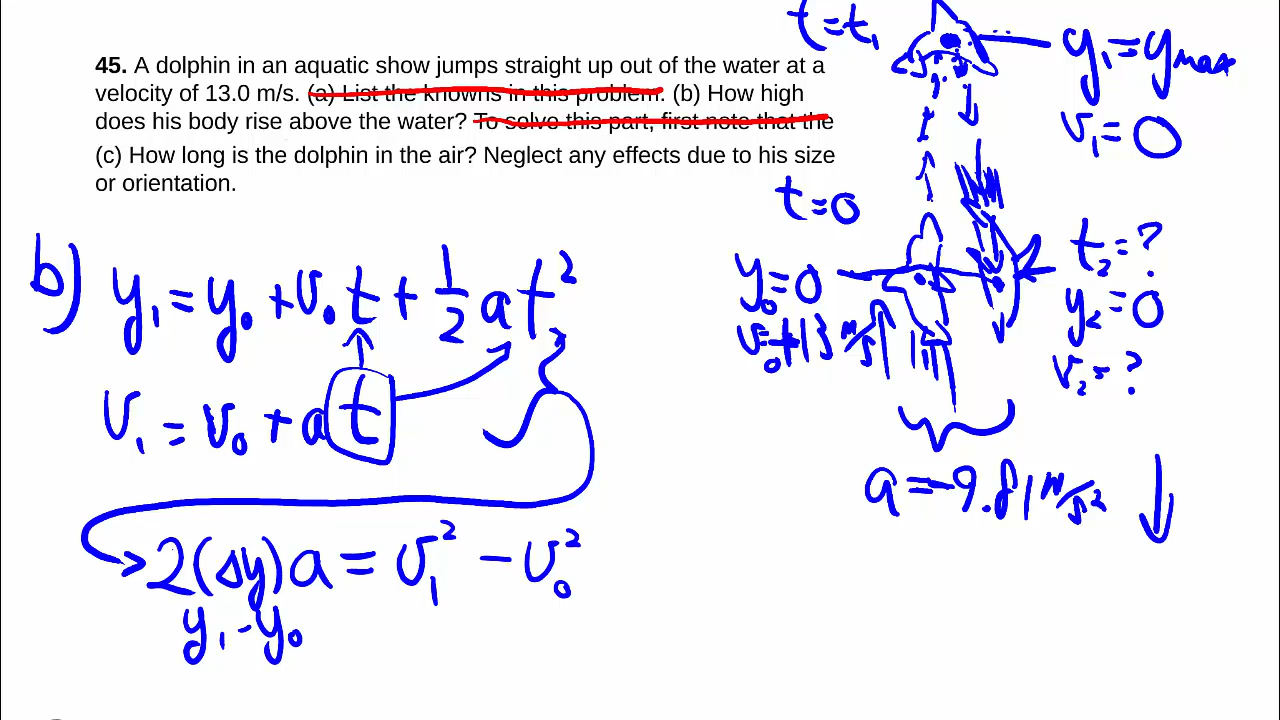 45. A dolphin in an aquatic show jumps straight up out of the water at a
velocity of 13.0 m/s. (a) List the knowns in this problem. (b) How high
does his body rise above the water? To solve this part, first note that the
(c) How long is the dolphin in the air? Neglect any effects due to his size
or orientation.
t=t₁
y₁=yₘₐₓ
v₁=0
t=0
y₀=0
v₀=+13 m/s
t₂=?
y₂=0
v₂=?
a=-9.81 m/s²
b) y₁=y₀+v₀t+½at²
v₁=v₀+at
2(Δy)a=v₁²-v₀²
y₁-y₀